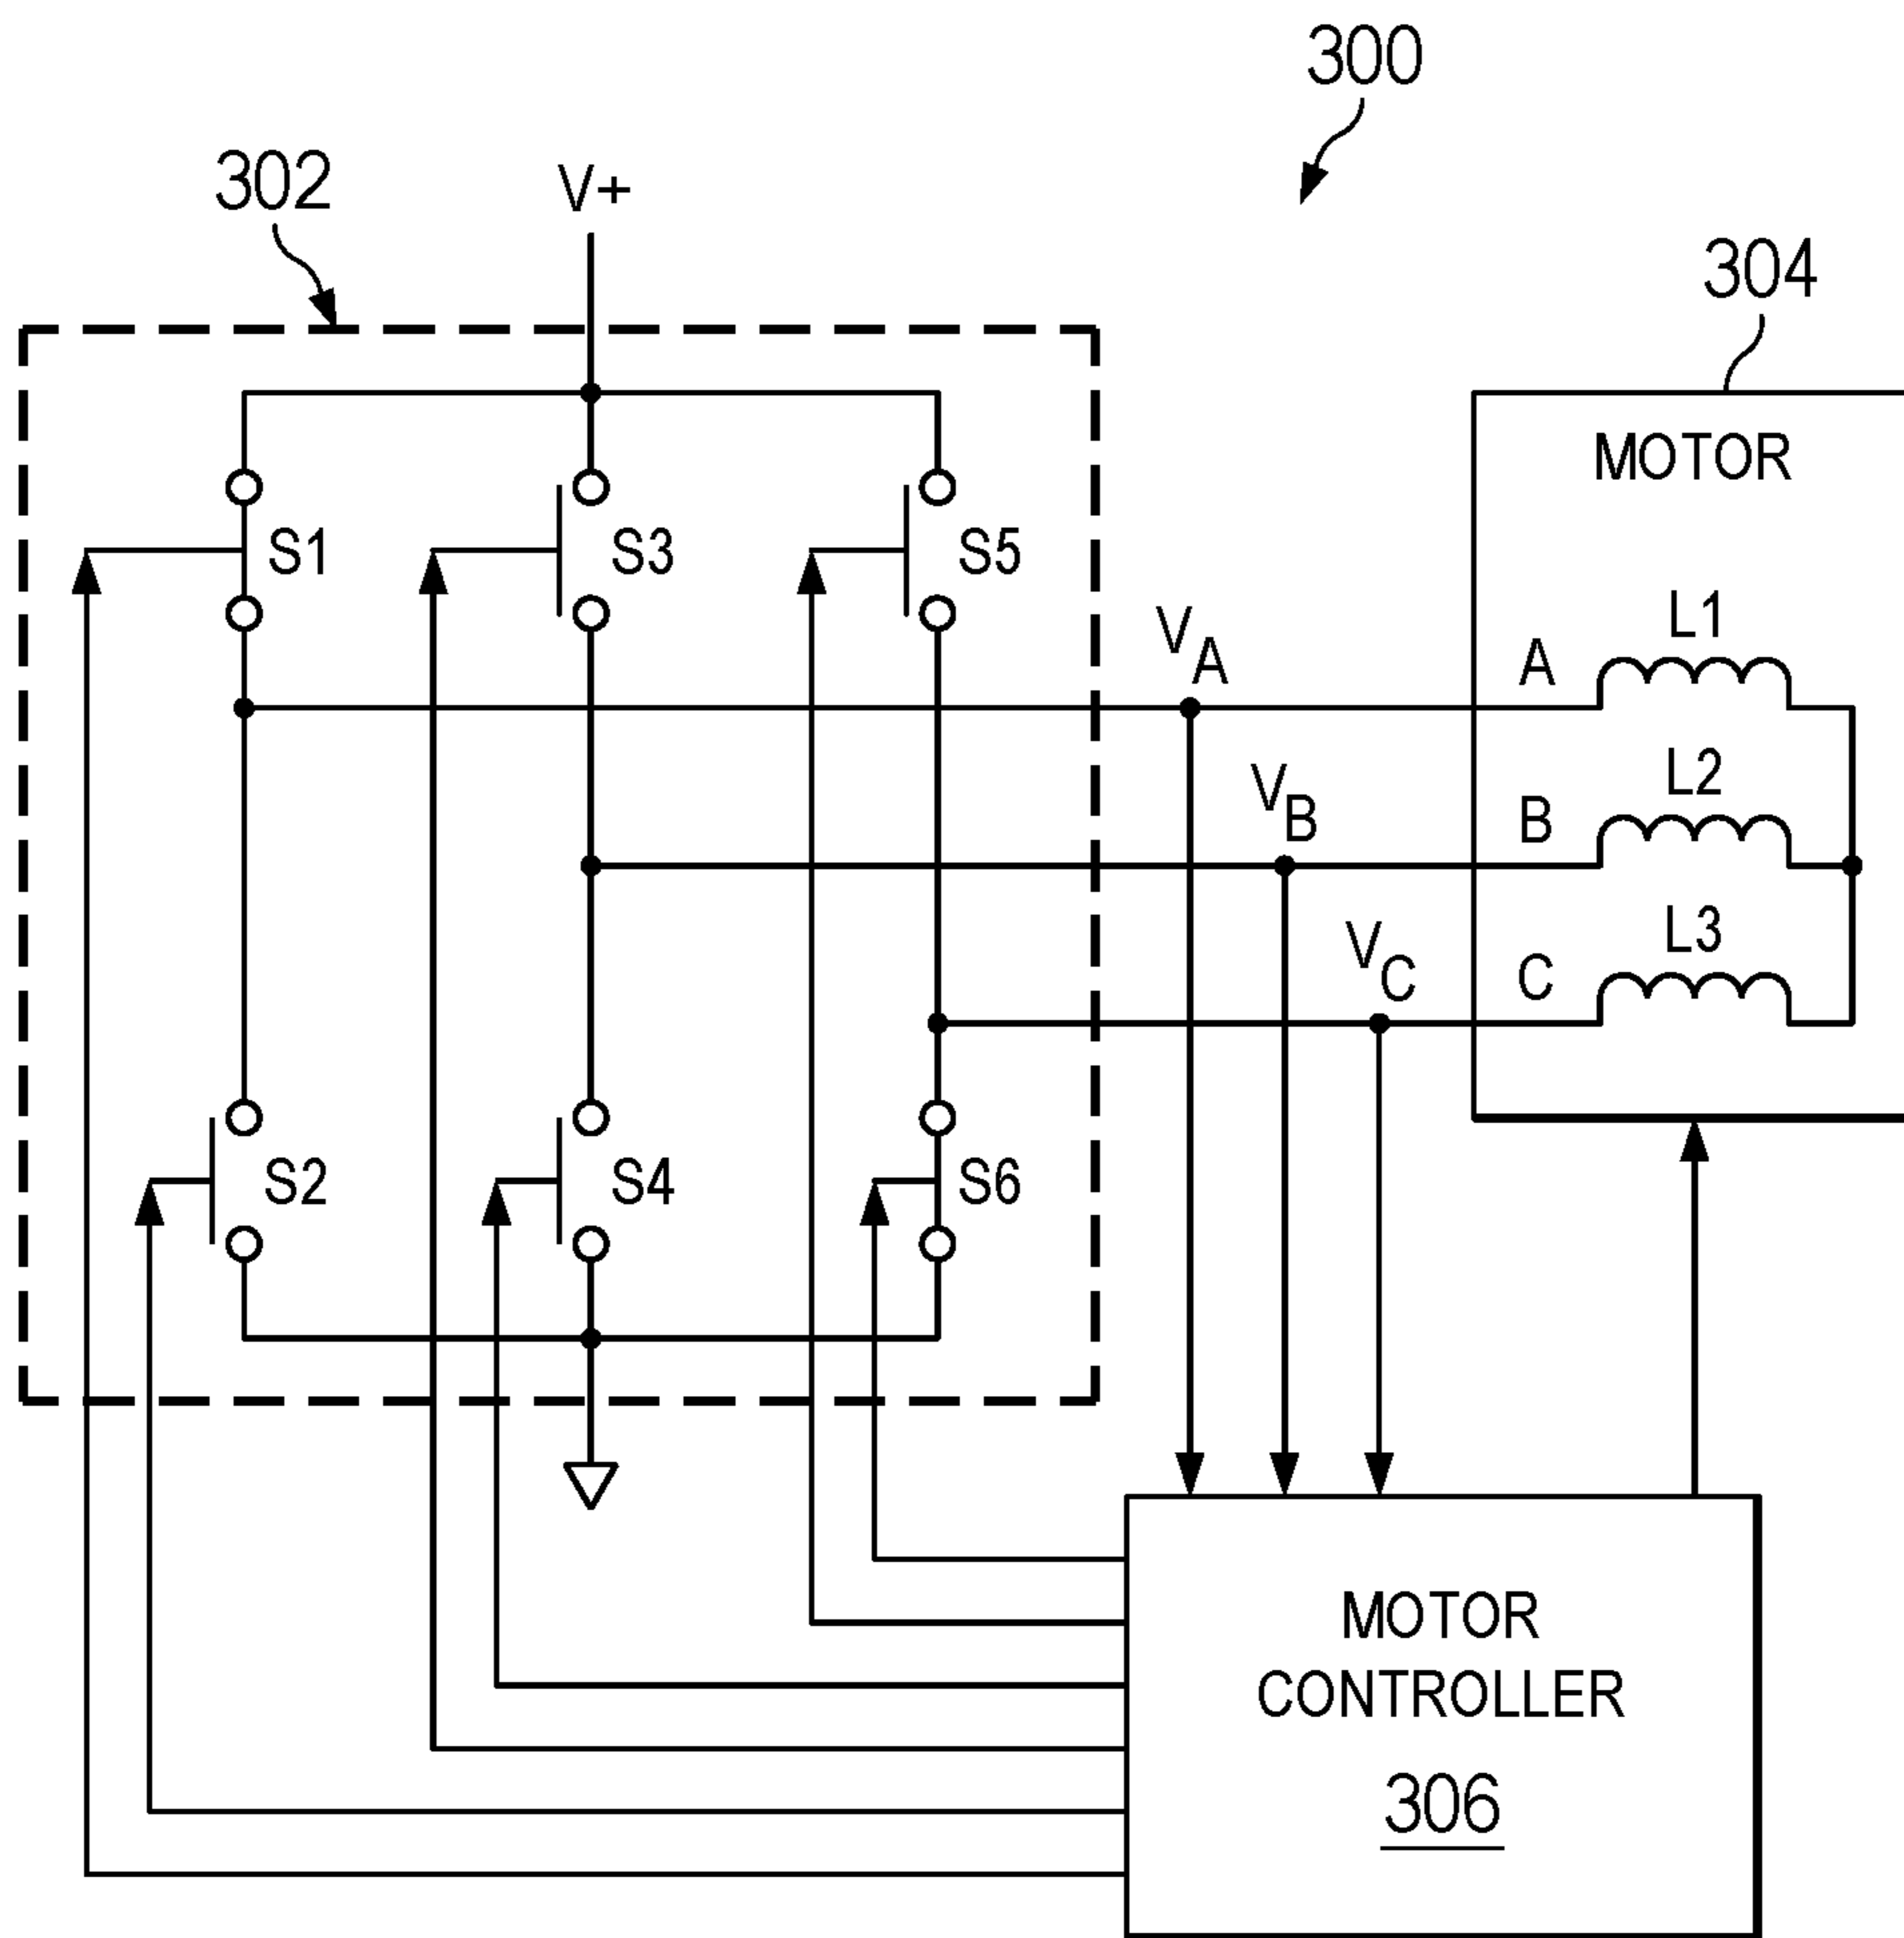 300
302
V+
304
MOTOR
S1
S3
S5
VA
A
L1
VB
B
L2
VC
C
L3
S2
S4
S6
MOTOR
CONTROLLER
306